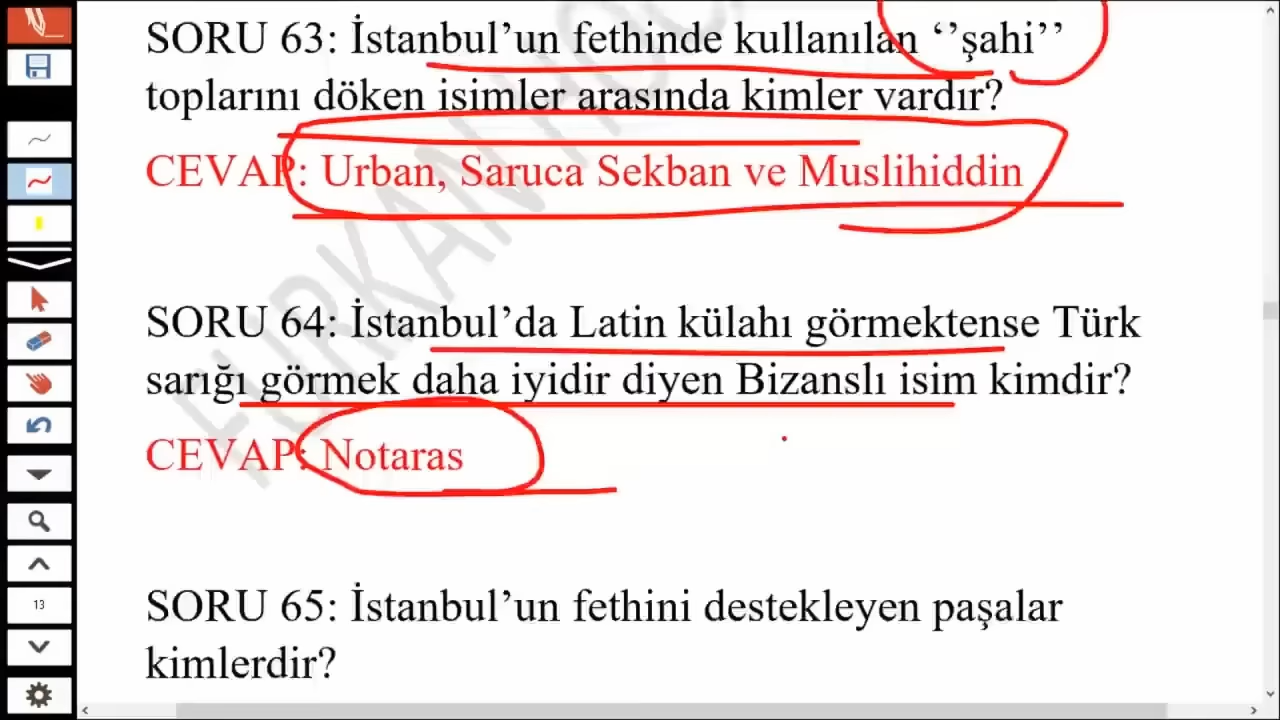 SORU 63: İstanbul’un fethinde kullanılan ‘’şahi’’
toplarını döken isimler arasında kimler vardır?
CEVAP: Urban, Saruca Sekban ve Muslihiddin
SORU 64: İstanbul’da Latin külahı görmektense Türk
sarığı görmek daha iyidir diyen Bizanslı isim kimdir?
CEVAP: Notaras
SORU 65: İstanbul’un fethini destekleyen paşalar
kimlerdir?
13
FURKAN HOCA